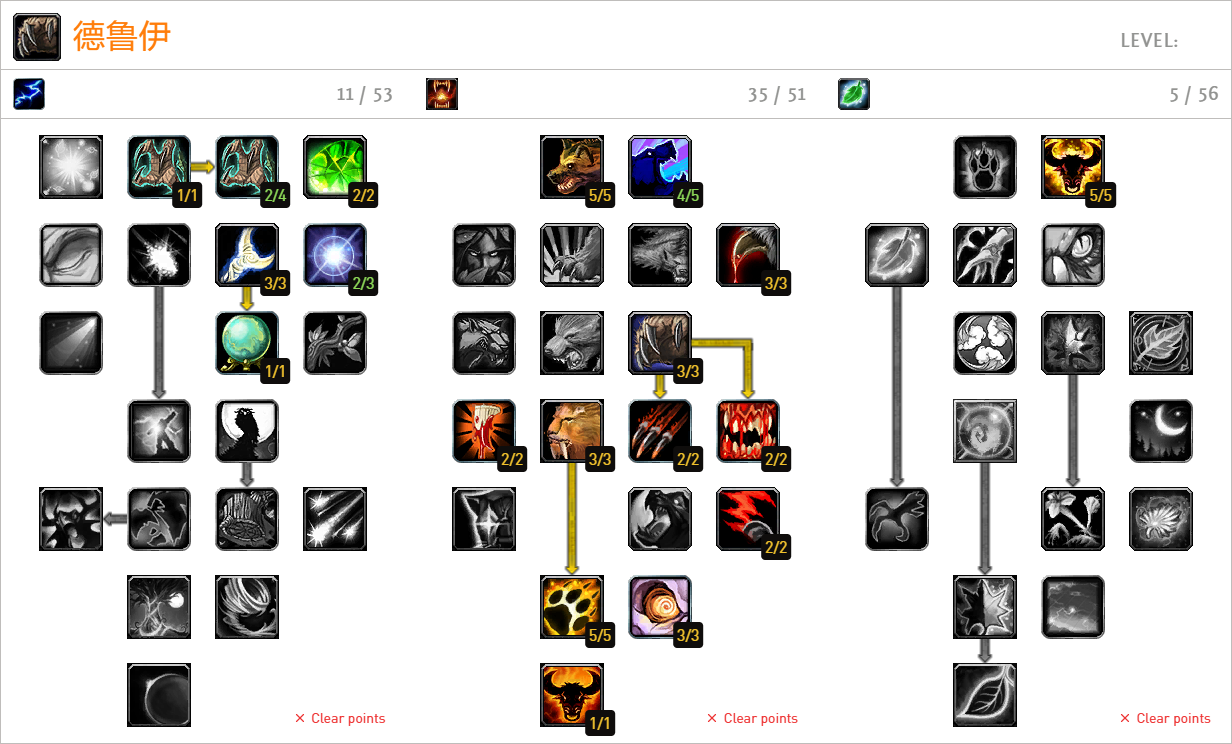 德鲁伊
LEVEL:
11 / 53
35 / 51
5 / 56
1/1
2/4
2/2
5/5
4/5
5/5
3/3
2/3
3/3
1/1
3/3
2/2
3/3
2/2
2/2
2/2
5/5
3/3
1/1
× Clear points
× Clear points
× Clear points